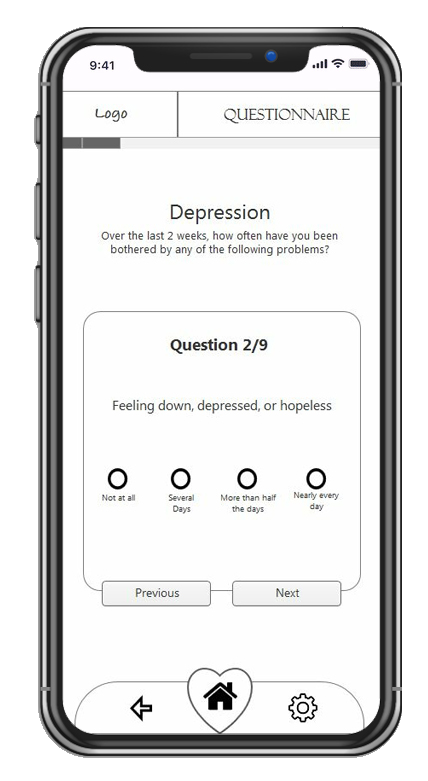 9:41
Logo
QUESTIONNAIRE
Depression
Over the last 2 weeks, how often have you been
bothered by any of the following problems?
Question 2/9
Feeling down, depressed, or hopeless
Not at all
Several
Days
More than half
the days
Nearly every
day
Previous
Next